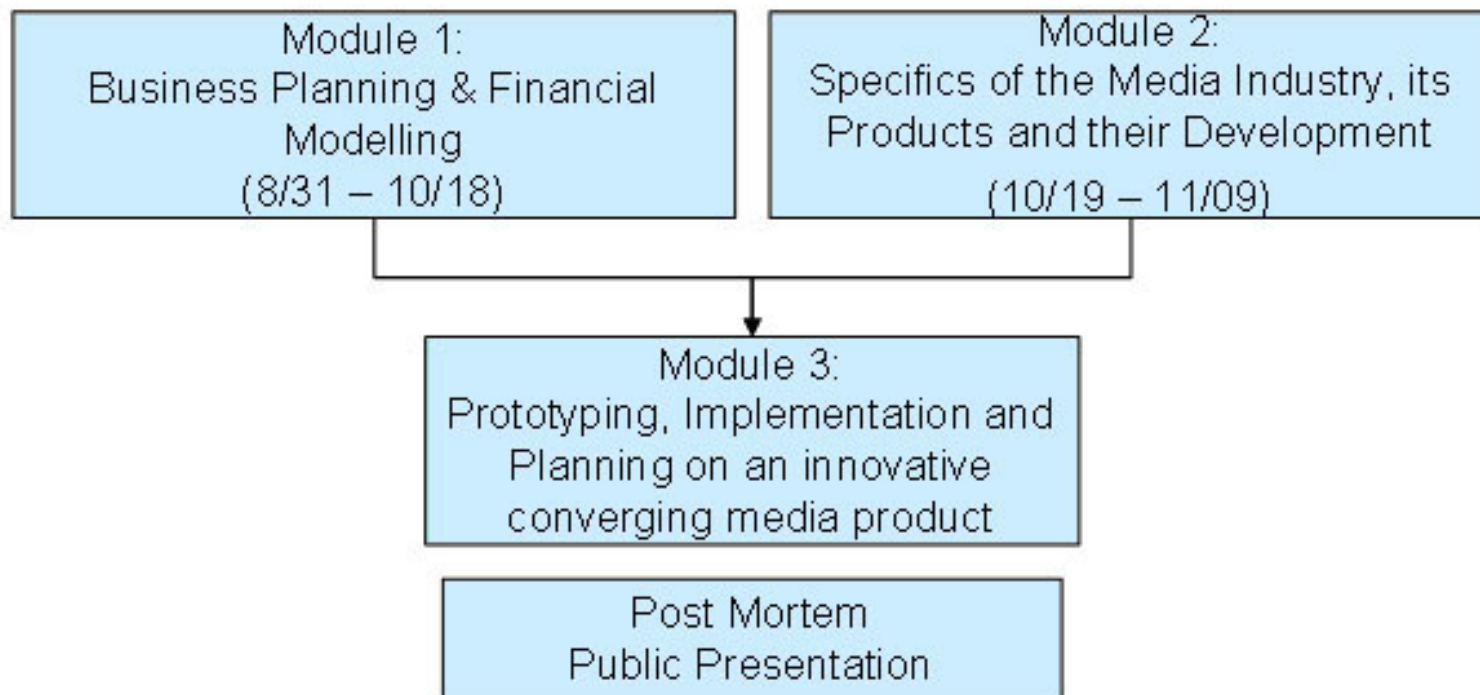 Module 1:
Business Planning & Financial
Modelling
(8/31 – 10/18)
Module 2:
Specifics of the Media Industry, its
Products and their Development
(10/19 – 11/09)
Module 3:
Prototyping, Implementation and
Planning on an innovative
converging media product
Post Mortem
Public Presentation